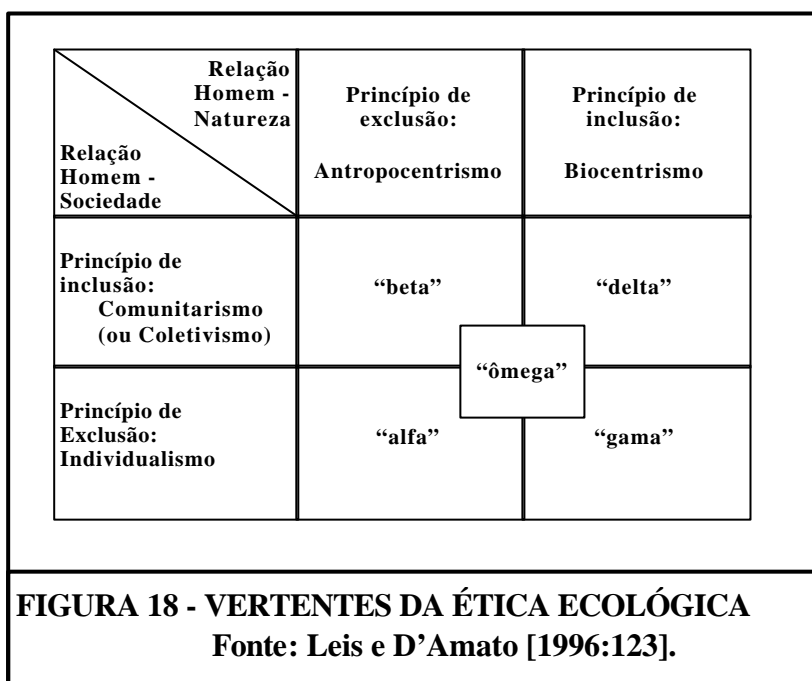 Relação
Homem -
Natureza
Relação
Homem -
Sociedade
Princípio de
exclusão:
Antropocentrismo
Princípio de
inclusão:
Biocentrismo
Princípio de
inclusão:
Comunitarismo
(ou Coletivismo)
“beta”
“delta”
“ômega”
Princípio de
Exclusão:
Individualismo
“alfa”
“gama”
FIGURA 18 - VERTENTES DA ÉTICA ECOLÓGICA
Fonte: Leis e D’Amato [1996:123].